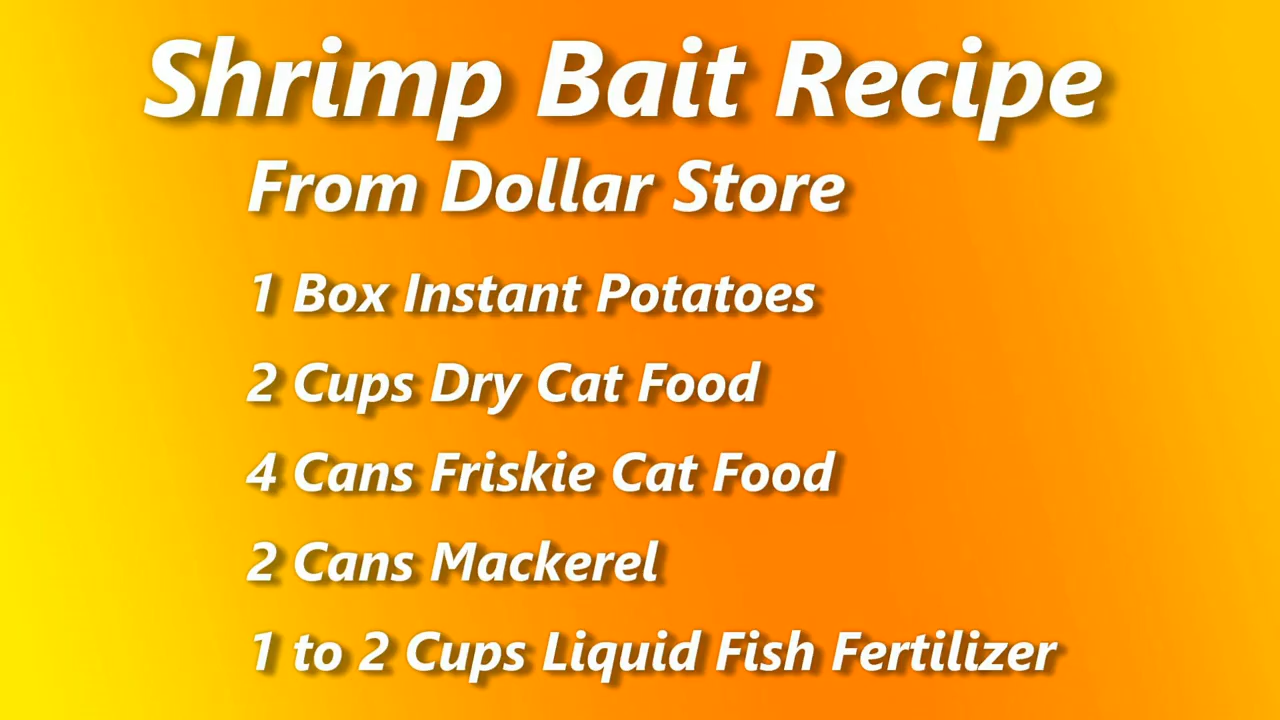 Shrimp Bait Recipe
From Dollar Store
1 Box Instant Potatoes
2 Cups Dry Cat Food
4 Cans Friskie Cat Food
2 Cans Mackerel
1 to 2 Cups Liquid Fish Fertilizer